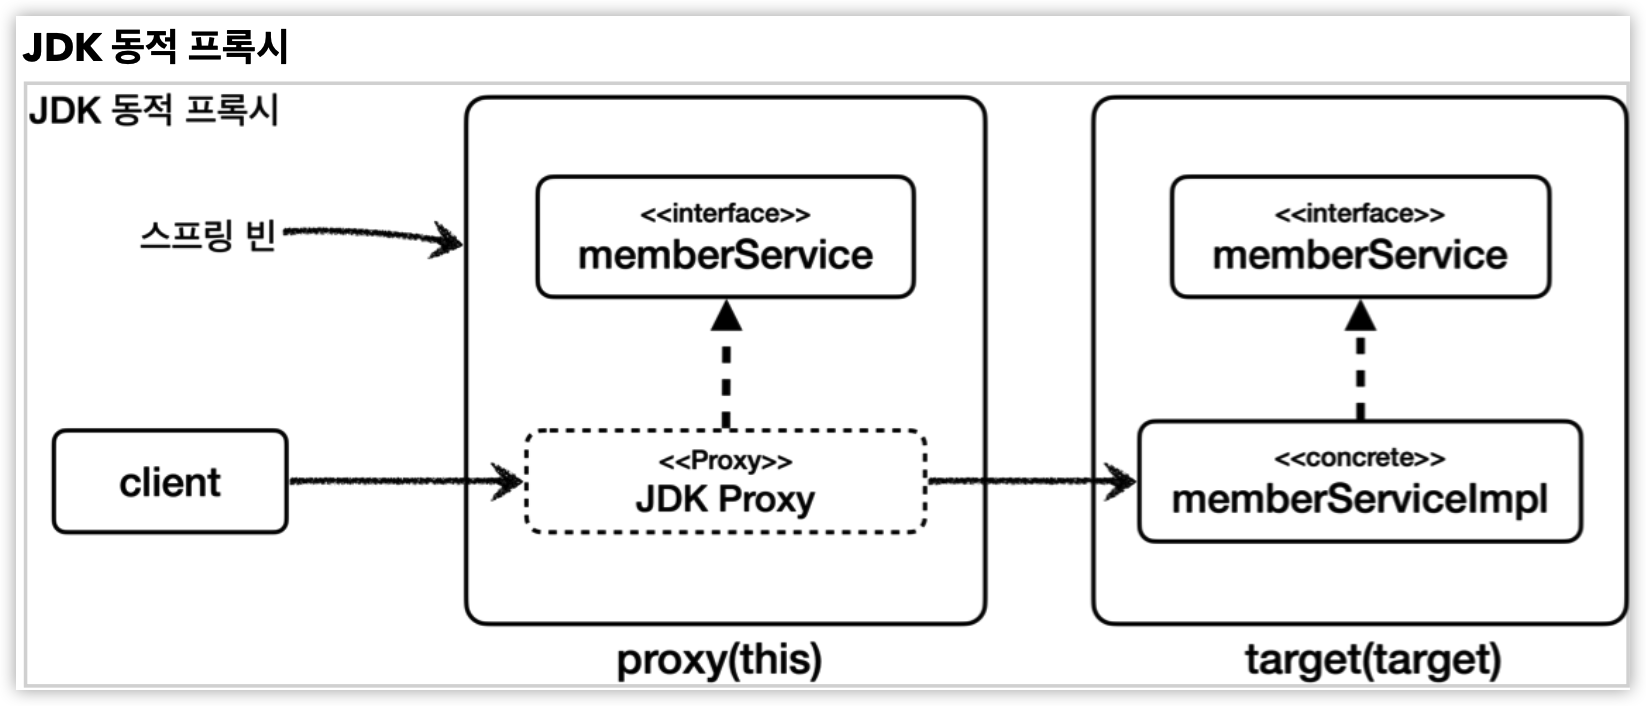 JDK 동적 프록시
JDK 동적 프록시
스프링 빈
<<interface>>
memberService
<<interface>>
memberService
client
<<Proxy>>
JDK Proxy
<<concrete>>
memberServiceImpl
proxy(this)
target(target)